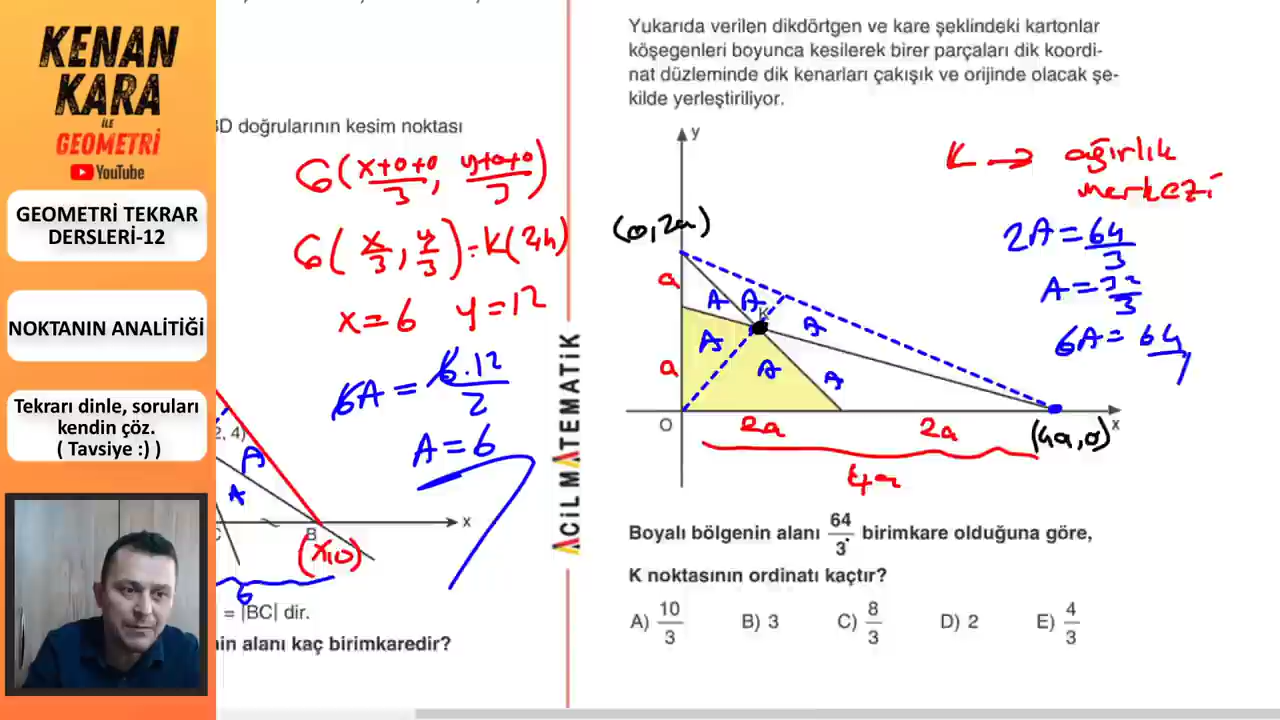 KENAN
KARA
İLE
GEOMETRİ
YouTube
GEOMETRİ TEKRAR
DERSLERİ-12
NOKTANIN ANALİTİĞİ
Tekrarı dinle, soruları
kendin çöz.
( Tavsiye :) )
BD doğrularının kesim noktası
G(x+0+0/3, y+0+0/3)
G(x/3, y/3) = K(2,4)
x=6 y=12
6A = 6.12/2
A=6
2, 4)
A
A
B
x
(x,0)
6
= |BC| dir.
nin alanı kaç birimkaredir?
AÇILMATEMATİK
Yukarıda verilen dikdörtgen ve kare şeklindeki kartonlar
köşegenleri boyunca kesilerek birer parçaları dik koordi-
nat düzleminde dik kenarları çakışık ve orijinde olacak şe-
kilde yerleştiriliyor.
y
K → ağırlık
merkezi
(0,2a)
2A = 64/3
A = 32/3
6A = 64
a
A A
K
A
A
a
A
A
O
2a
2a
(4a,0)
x
4a
Boyalı bölgenin alanı 64/3 birimkare olduğuna göre,
K noktasının ordinatı kaçtır?
A) 10/3 B) 3 C) 8/3 D) 2 E) 4/3